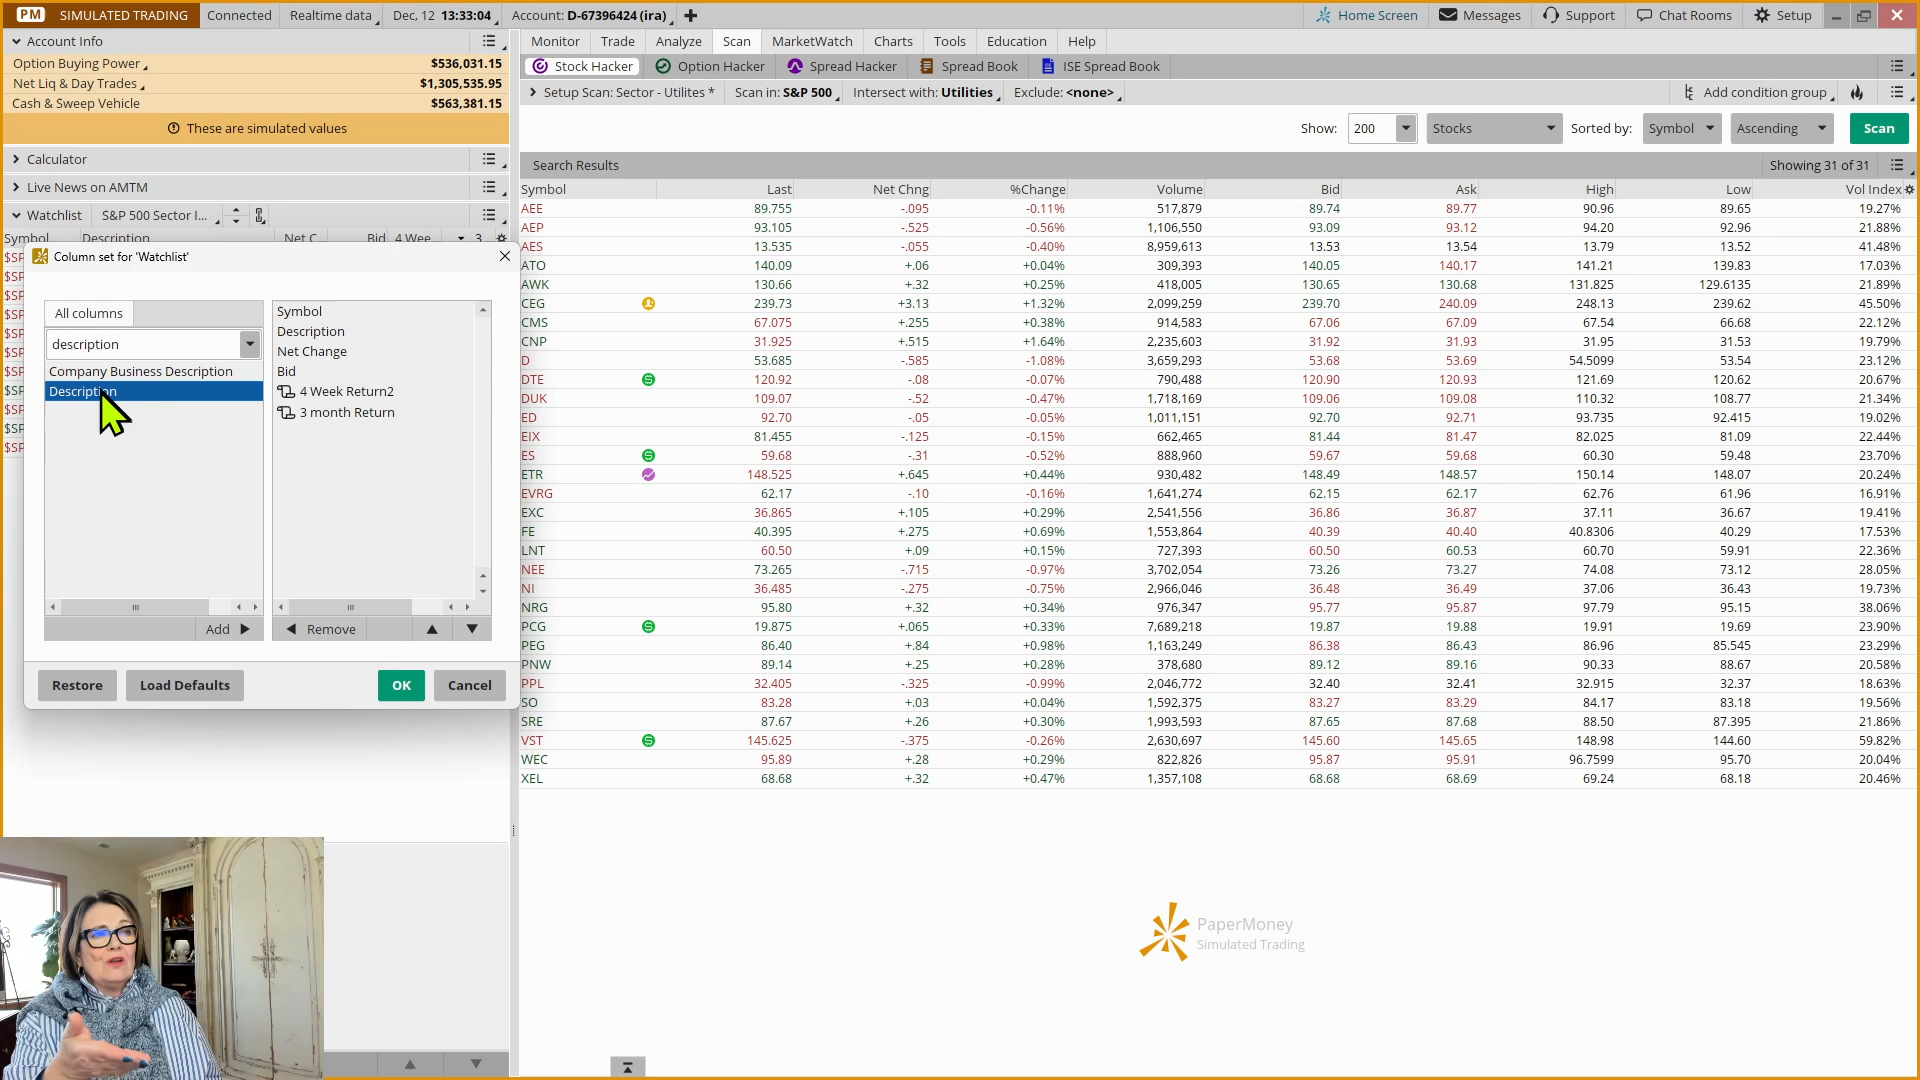 PM SIMULATED TRADING Connected Realtime data Dec, 12 13:33:04 Account: D-67396424 (ira) Home Screen Messages Support Chat Rooms Setup
Account Info
Option Buying Power $536,031.15
Net Liq & Day Trades $1,305,535.95
Cash & Sweep Vehicle $563,381.15
These are simulated values
Calculator
Live News on AMTM
Watchlist S&P 500 Sector I...
Symbol Description Net C... Bid 4 Wee... 3...
Column set for 'Watchlist'
All columns
description
Company Business Description
Description
Add
Symbol
Description
Net Change
Bid
4 Week Return2
3 month Return
Remove
Restore Load Defaults OK Cancel
$SP
$SP
$SP
$SP
$SP
$SP
$SP
$SP
$SP
$SP
$SP
Monitor Trade Analyze Scan MarketWatch Charts Tools Education Help
Stock Hacker Option Hacker Spread Hacker Spread Book ISE Spread Book
Setup Scan: Sector - Utilites * Scan in: S&P 500 Intersect with: Utilities Exclude: <none> Add condition group
Show: 200 Stocks Sorted by: Symbol Ascending Scan
Search Results Showing 31 of 31
Symbol Last Net Chng %Change Volume Bid Ask High Low Vol Index
AEE 89.755 -.095 -0.11% 517,879 89.74 89.77 90.96 89.65 19.27%
AEP 93.105 -.525 -0.56% 1,106,550 93.09 93.12 94.20 92.96 21.88%
AES 13.535 -.055 -0.40% 8,959,613 13.53 13.54 13.79 13.52 41.48%
ATO 140.09 +.06 +0.04% 309,393 140.05 140.17 141.21 139.83 17.03%
AWK 130.66 +.32 +0.25% 418,005 130.65 130.68 131.825 129.6135 21.89%
CEG 239.73 +3.13 +1.32% 2,099,259 239.70 240.09 248.13 239.62 45.50%
CMS 67.075 +.255 +0.38% 914,583 67.06 67.09 67.54 66.68 22.12%
CNP 31.925 +.515 +1.64% 2,235,603 31.92 31.93 31.95 31.53 19.79%
D 53.685 -.585 -1.08% 3,659,293 53.68 53.69 54.5099 53.54 23.12%
DTE 120.92 -.08 -0.07% 790,488 120.90 120.93 121.69 120.62 20.67%
DUK 109.07 -.52 -0.47% 1,718,169 109.06 109.08 110.32 108.77 21.34%
ED 92.70 -.05 -0.05% 1,011,151 92.70 92.71 93.735 92.415 19.02%
EIX 81.455 -.125 -0.15% 662,465 81.44 81.47 82.025 81.09 22.44%
ES 59.68 -.31 -0.52% 888,960 59.67 59.68 60.30 59.48 23.70%
ETR 148.525 +.645 +0.44% 930,482 148.49 148.57 150.14 148.07 20.24%
EVRG 62.17 -.10 -0.16% 1,641,274 62.15 62.17 62.76 61.96 16.91%
EXC 36.865 +.105 +0.29% 2,541,556 36.86 36.87 37.11 36.67 19.41%
FE 40.395 +.275 +0.69% 1,553,864 40.39 40.40 40.8306 40.29 17.53%
LNT 60.50 +.09 +0.15% 727,393 60.50 60.53 60.70 59.91 22.36%
NEE 73.265 -.715 -0.97% 3,702,054 73.26 73.27 74.08 73.12 28.05%
NI 36.485 -.275 -0.75% 2,966,046 36.48 36.49 37.06 36.43 19.73%
NRG 95.80 +.32 +0.34% 976,347 95.77 95.87 97.79 95.15 38.06%
PCG 19.875 +.065 +0.33% 7,689,218 19.87 19.88 19.91 19.69 23.90%
PEG 86.40 +.84 +0.98% 1,163,249 86.38 86.43 86.96 85.545 23.29%
PNW 89.14 +.25 +0.28% 378,680 89.12 89.16 90.33 88.67 20.58%
PPL 32.405 -.325 -0.99% 2,046,772 32.40 32.41 32.915 32.37 18.63%
SO 83.28 +.03 +0.04% 1,592,375 83.27 83.29 84.17 83.18 19.56%
SRE 87.67 +.26 +0.30% 1,993,593 87.65 87.68 88.50 87.395 21.86%
VST 145.625 -.375 -0.26% 2,630,697 145.60 145.65 148.98 144.60 59.82%
WEC 95.89 +.28 +0.29% 822,826 95.87 95.91 96.7599 95.70 20.04%
XEL 68.68 +.32 +0.47% 1,357,108 68.68 68.69 69.24 68.18 20.46%
PaperMoney
Simulated Trading